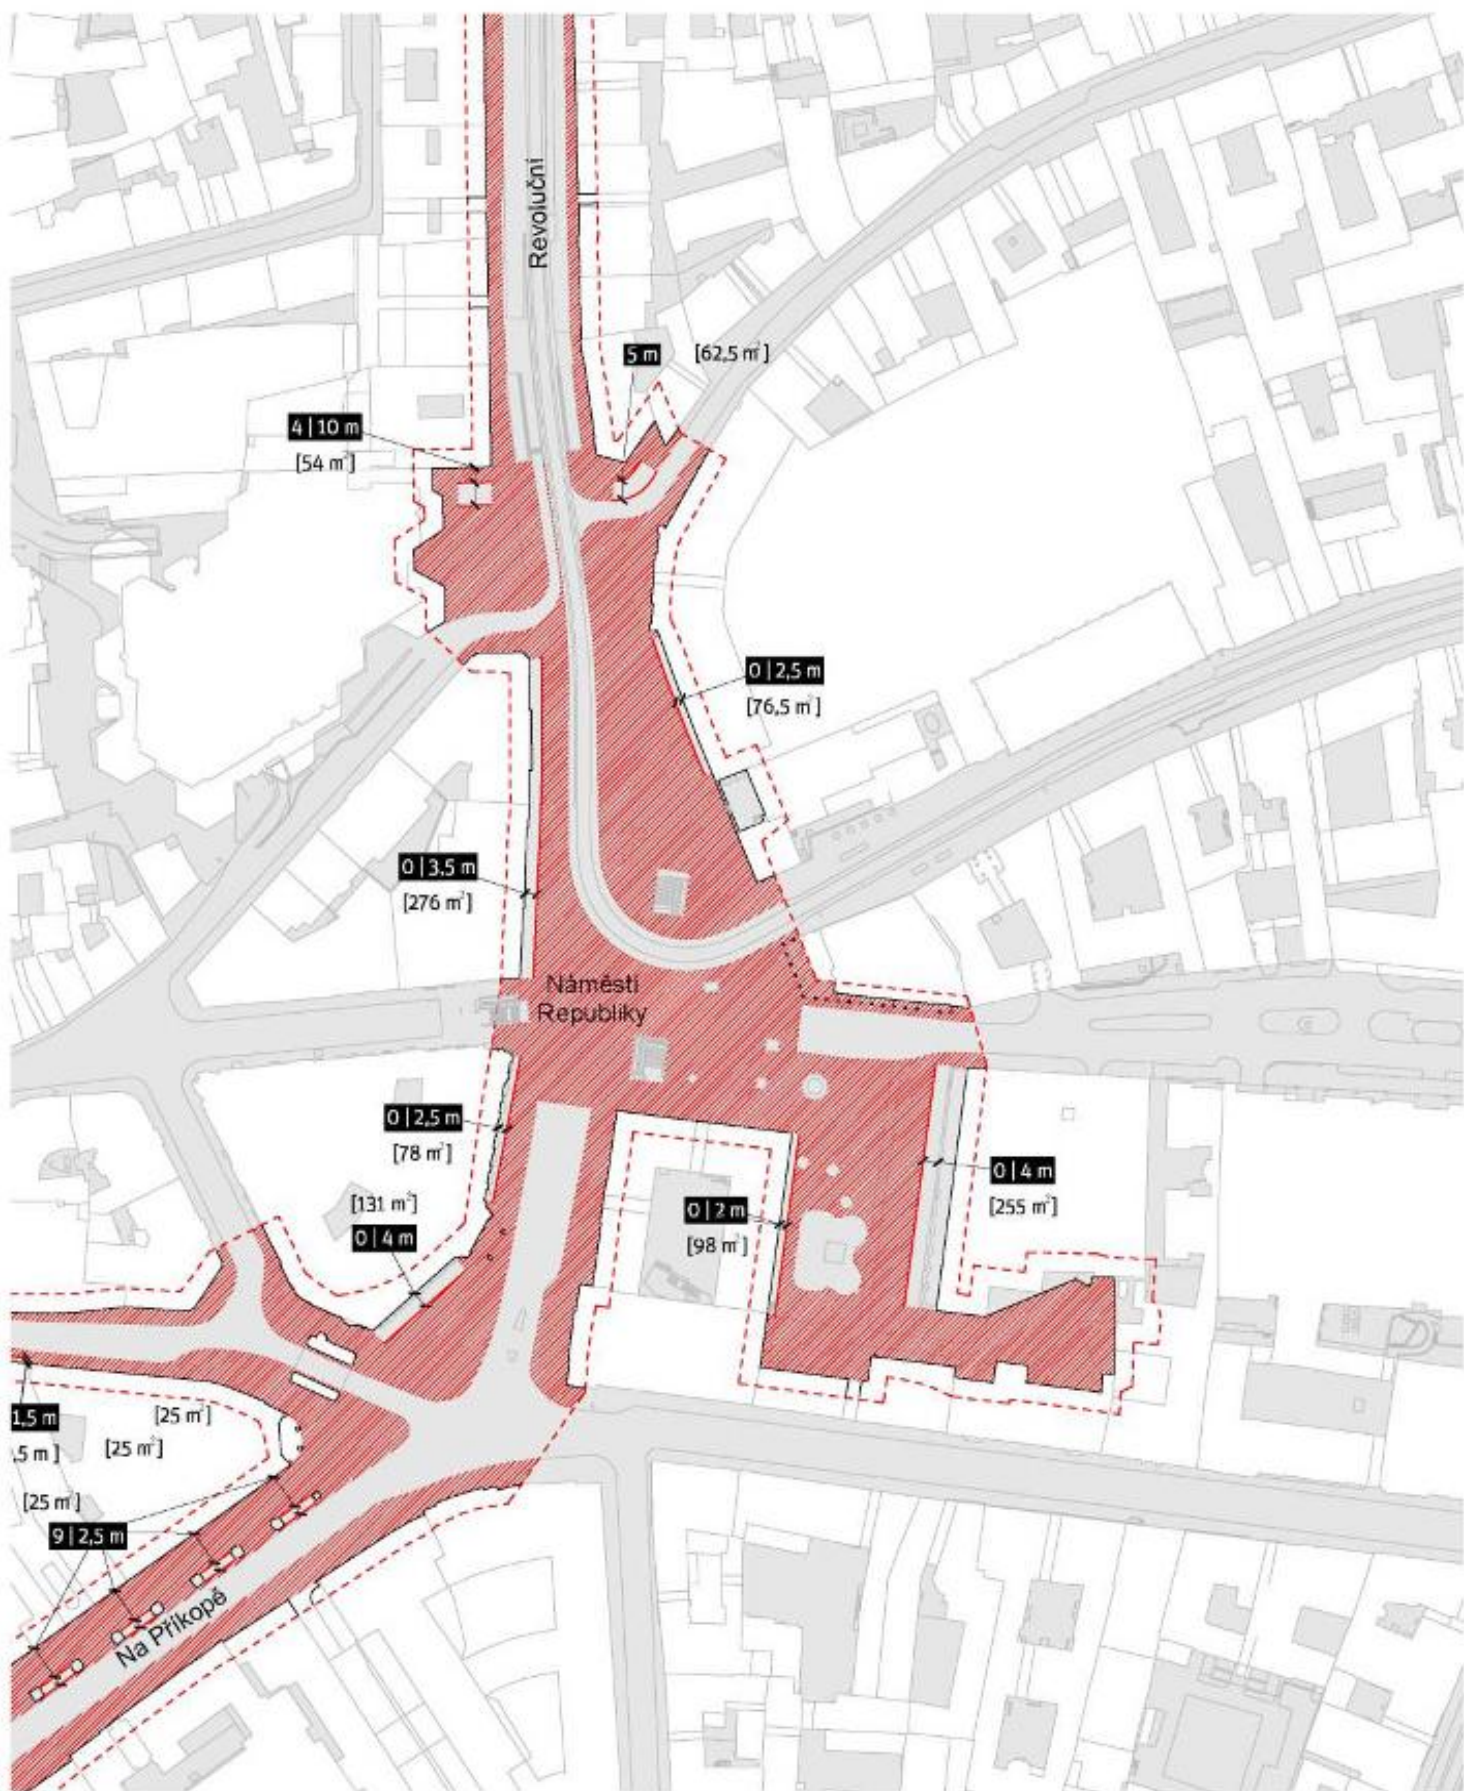 Revoluční
5 m
[62,5 m²]
4 | 10 m
[54 m²]
0 | 2,5 m
[76,5 m²]
0 | 3,5 m
[276 m²]
Náměstí
Republiky
0 | 2,5 m
[78 m²]
0 | 4 m
[255 m²]
[131 m²]
0 | 4 m
0 | 2 m
[98 m²]
1,5 m
,5 m ]
[25 m²]
[25 m²]
[25 m²]
9 | 2,5 m
Na Příkopě